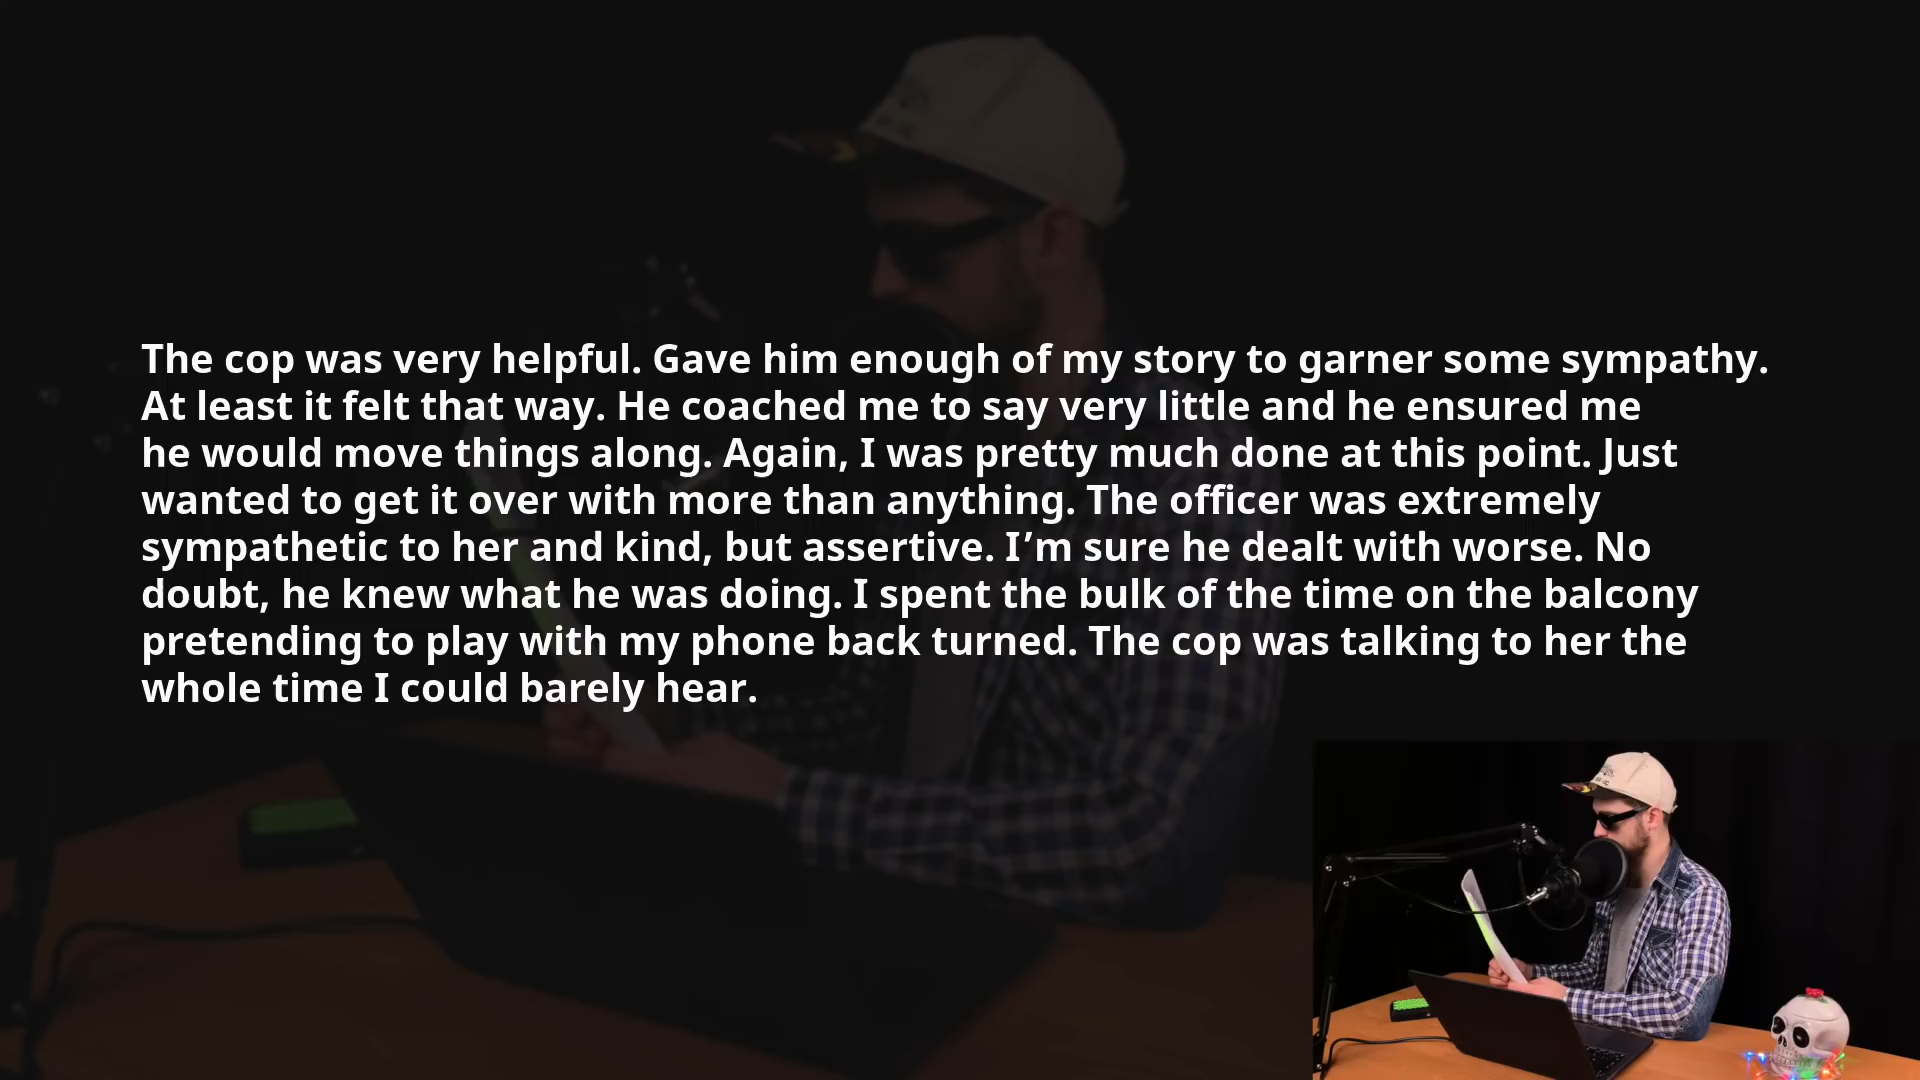 The cop was very helpful. Gave him enough of my story to garner some sympathy.
At least it felt that way. He coached me to say very little and he ensured me
he would move things along. Again, I was pretty much done at this point. Just
wanted to get it over with more than anything. The officer was extremely
sympathetic to her and kind, but assertive. I’m sure he dealt with worse. No
doubt, he knew what he was doing. I spent the bulk of the time on the balcony
pretending to play with my phone back turned. The cop was talking to her the
whole time I could barely hear.